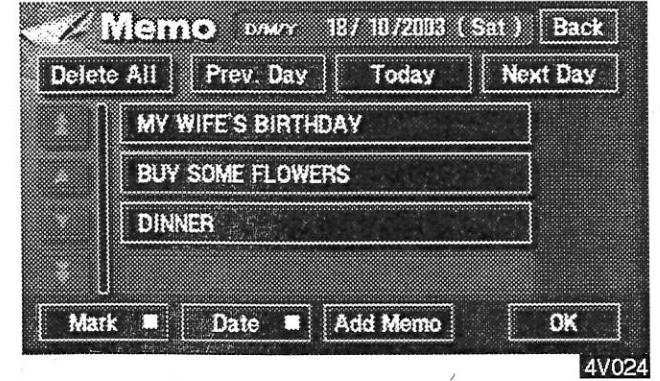 Memo D/M/Y 18/ 10/2003 ( Sat ) Back
Delete All Prev. Day Today Next Day
MY WIFE'S BIRTHDAY
BUY SOME FLOWERS
DINNER
Mark Date Add Memo OK
4V024